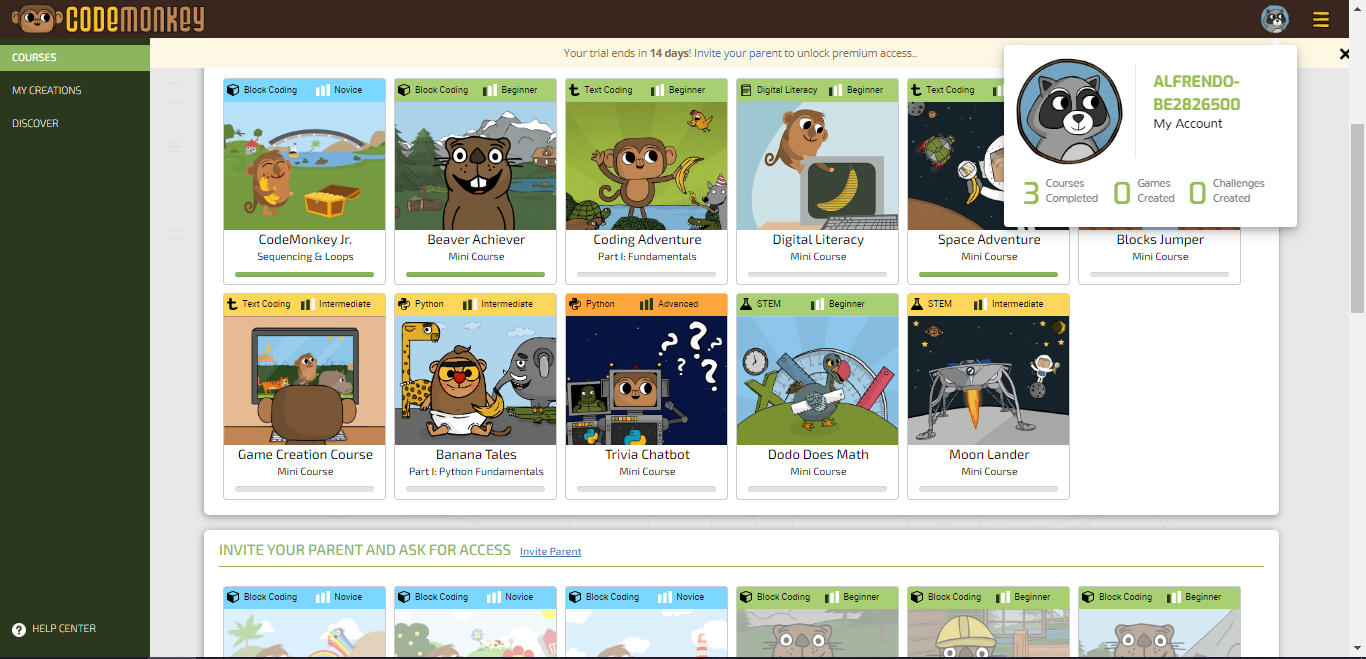 CODEMONKEY
COURSES
MY CREATIONS
DISCOVER
HELP CENTER
Your trial ends in 14 days! Invite your parent to unlock premium access..
ALFRENDO-
BE2826500
My Account
3 Courses Completed
0 Games Created
0 Challenges Created
Block Coding Novice
Block Coding Beginner
Text Coding Beginner
Digital Literacy Beginner
Text Coding
CodeMonkey Jr.
Sequencing & Loops
Beaver Achiever
Mini Course
Coding Adventure
Part I: Fundamentals
Digital Literacy
Mini Course
Space Adventure
Mini Course
Blocks Jumper
Mini Course
Text Coding Intermediate
Python Intermediate
Python Advanced
STEM Beginner
STEM Intermediate
? ? ? ?
Game Creation Course
Mini Course
Banana Tales
Part I: Python Fundamentals
Trivia Chatbot
Mini Course
Dodo Does Math
Mini Course
Moon Lander
Mini Course
INVITE YOUR PARENT AND ASK FOR ACCESS Invite Parent
Block Coding Novice
Block Coding Novice
Block Coding Novice
Block Coding Beginner
Block Coding Beginner
Block Coding Beginner